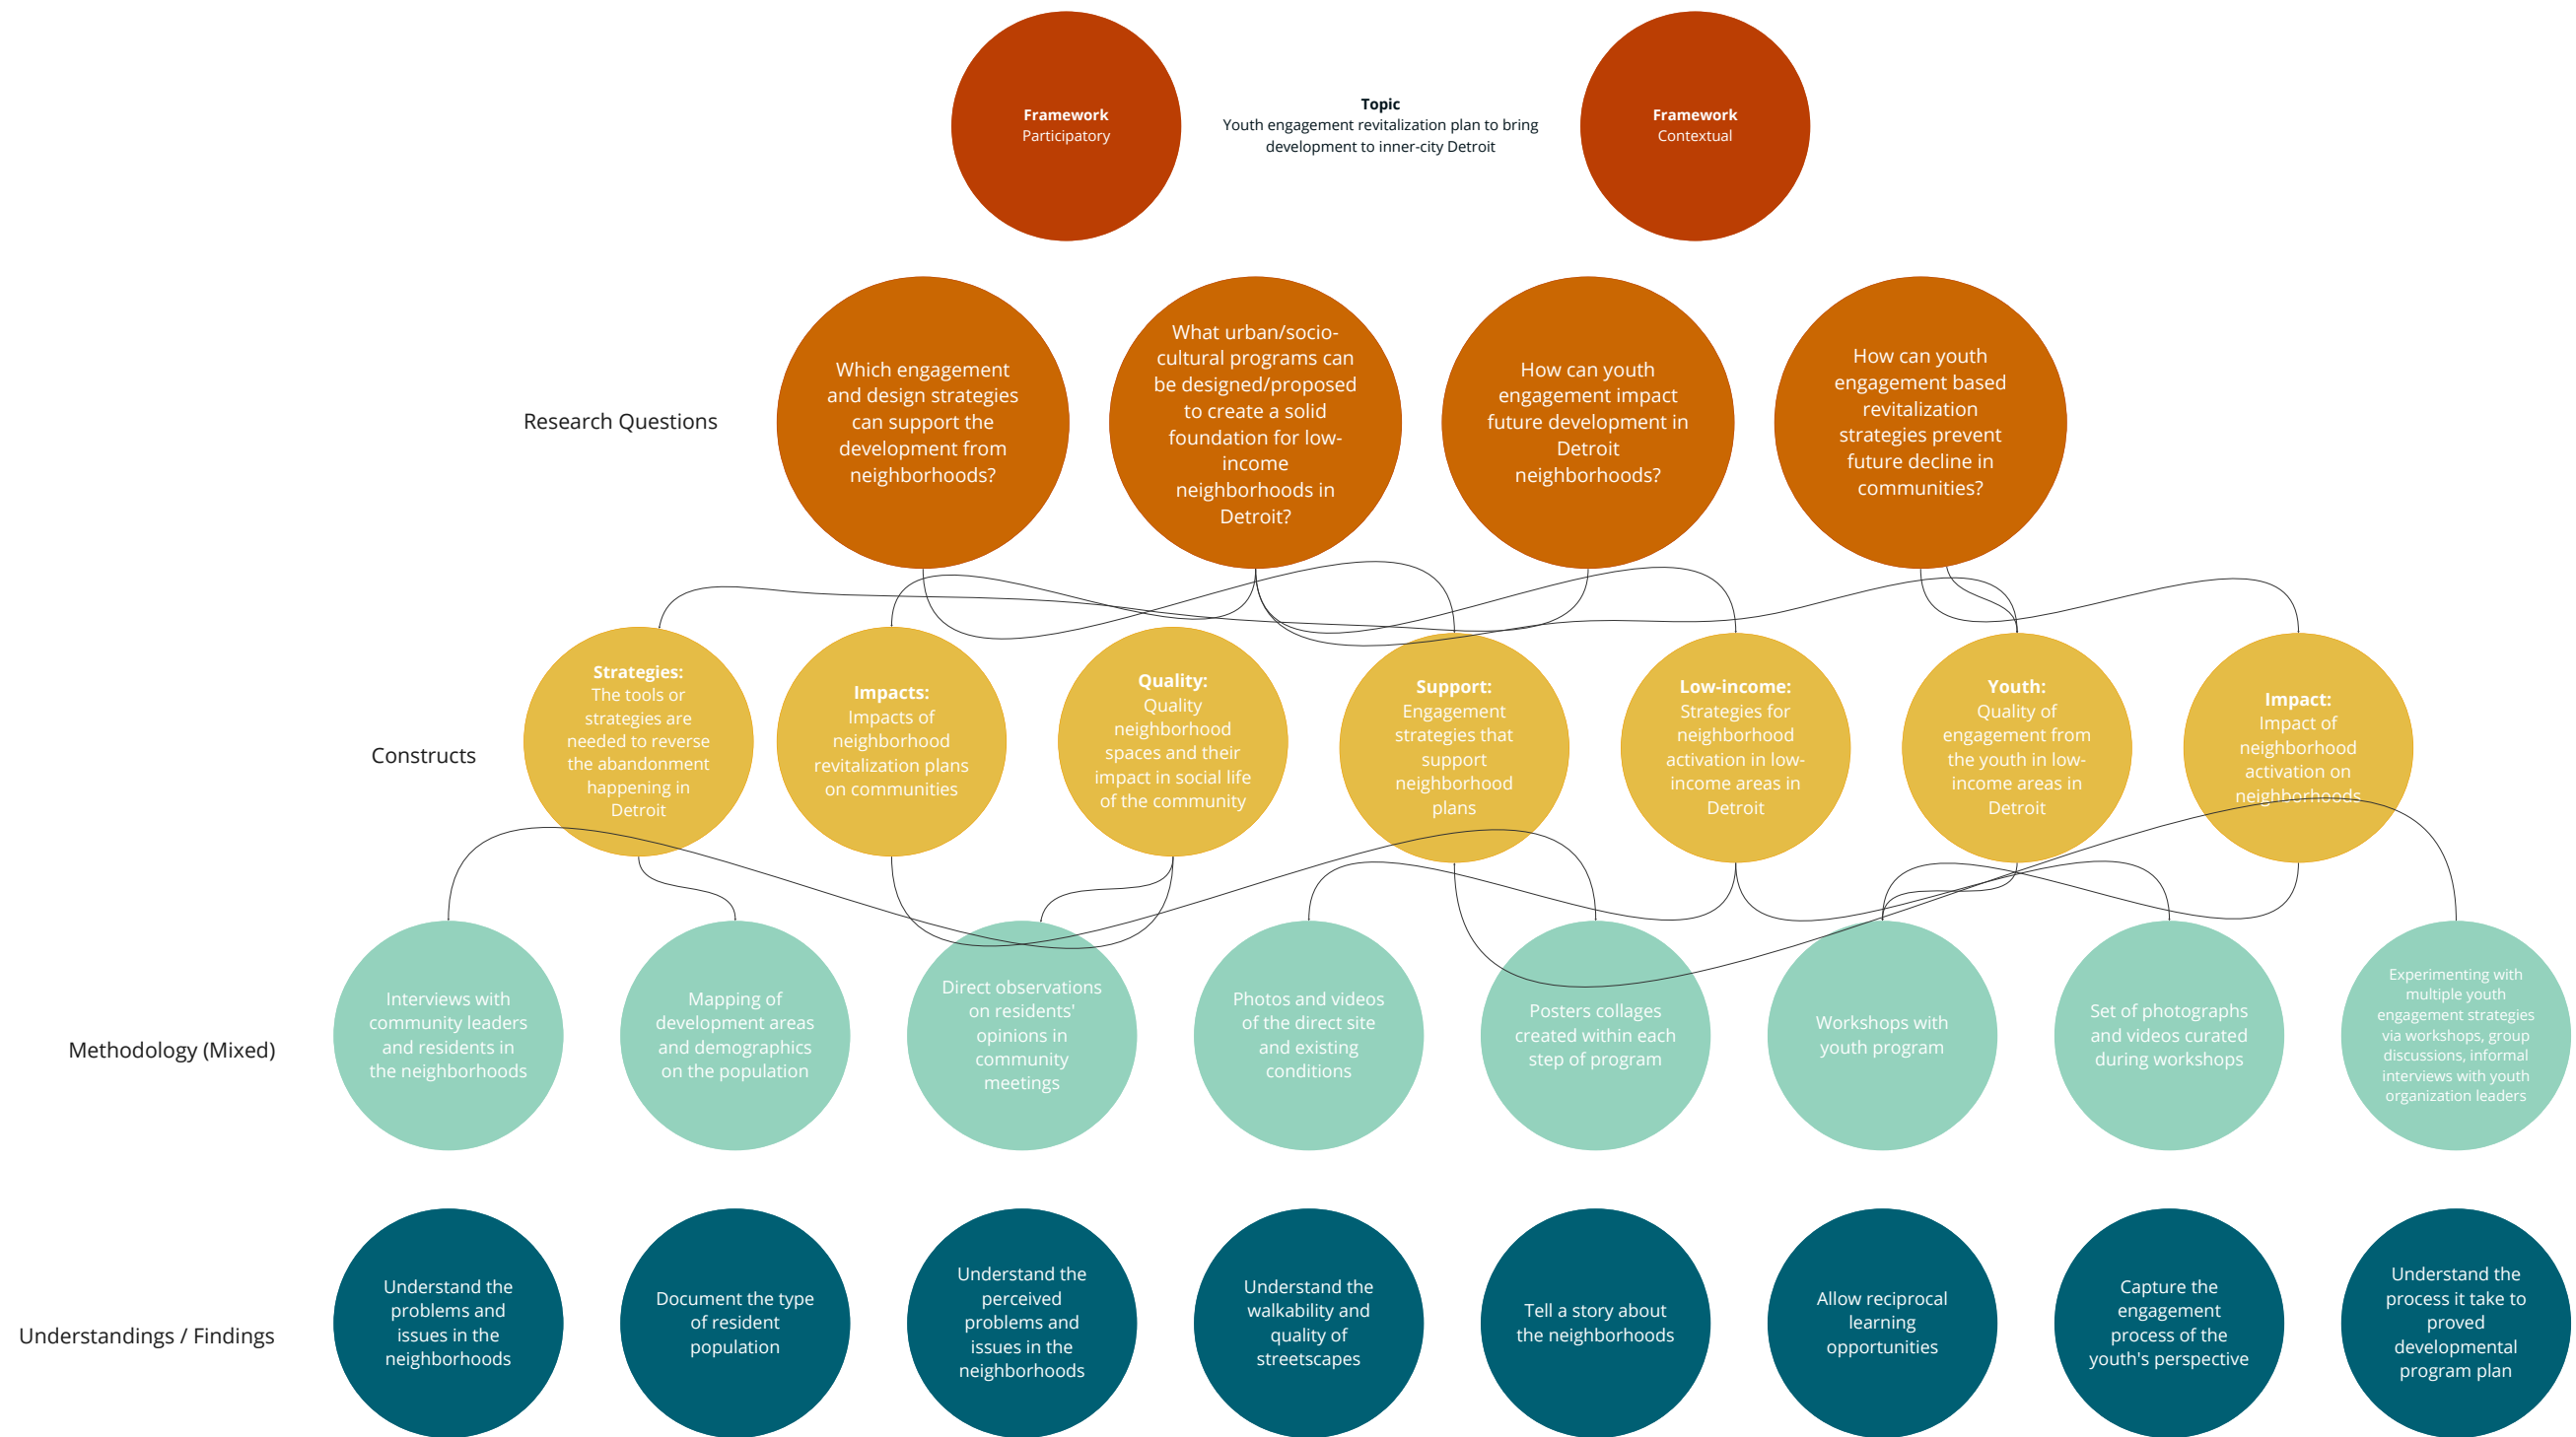 Framework
Participatory
Topic
Youth engagement revitalization plan to bring
development to inner-city Detroit
Framework
Contextual
Research Questions
Which engagement
and design strategies
can support the
development from
neighborhoods?
What urban/socio-
cultural programs can
be designed/proposed
to create a solid
foundation for low-
income
neighborhoods in
Detroit?
How can youth
engagement impact
future development in
Detroit
neighborhoods?
How can youth
engagement based
revitalization
strategies prevent
future decline in
communities?
Constructs
Strategies:
The tools or
strategies are
needed to reverse
the abandonment
happening in
Detroit
Impacts:
Impacts of
neighborhood
revitalization plans
on communities
Quality:
Quality
neighborhood
spaces and their
impact in social life
of the community
Support:
Engagement
strategies that
support
neighborhood
plans
Low-income:
Strategies for
neighborhood
activation in low-
income areas in
Detroit
Youth:
Quality of
engagement from
the youth in low-
income areas in
Detroit
Impact:
Impact of
neighborhood
activation on
neighborhoods
Methodology (Mixed)
Interviews with
community leaders
and residents in
the neighborhoods
Mapping of
development areas
and demographics
on the population
Direct observations
on residents'
opinions in
community
meetings
Photos and videos
of the direct site
and existing
conditions
Posters collages
created within each
step of program
Workshops with
youth program
Set of photographs
and videos curated
during workshops
Experimenting with
multiple youth
engagement strategies
via workshops, group
discussions, informal
interviews with youth
organization leaders
Understandings / Findings
Understand the
problems and
issues in the
neighborhoods
Document the type
of resident
population
Understand the
perceived
problems and
issues in the
neighborhoods
Understand the
walkability and
quality of
streetscapes
Tell a story about
the neighborhoods
Allow reciprocal
learning
opportunities
Capture the
engagement
process of the
youth's perspective
Understand the
process it take to
proved
developmental
program plan